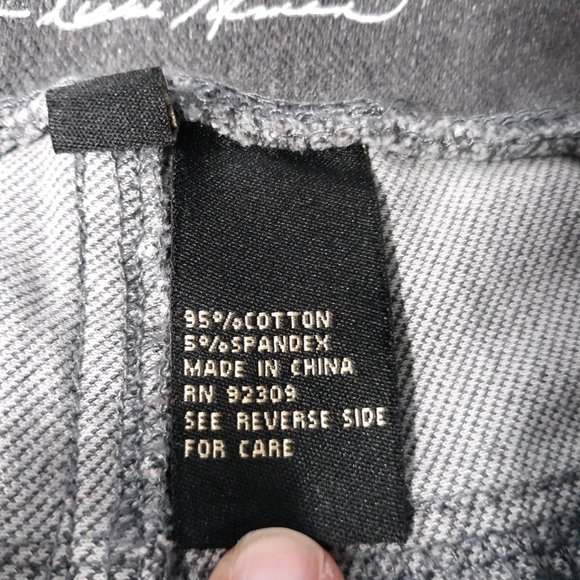 95%COTTON
5%SPANDEX
MADE IN CHINA
RN 92309
SEE REVERSE SIDE
FOR CARE